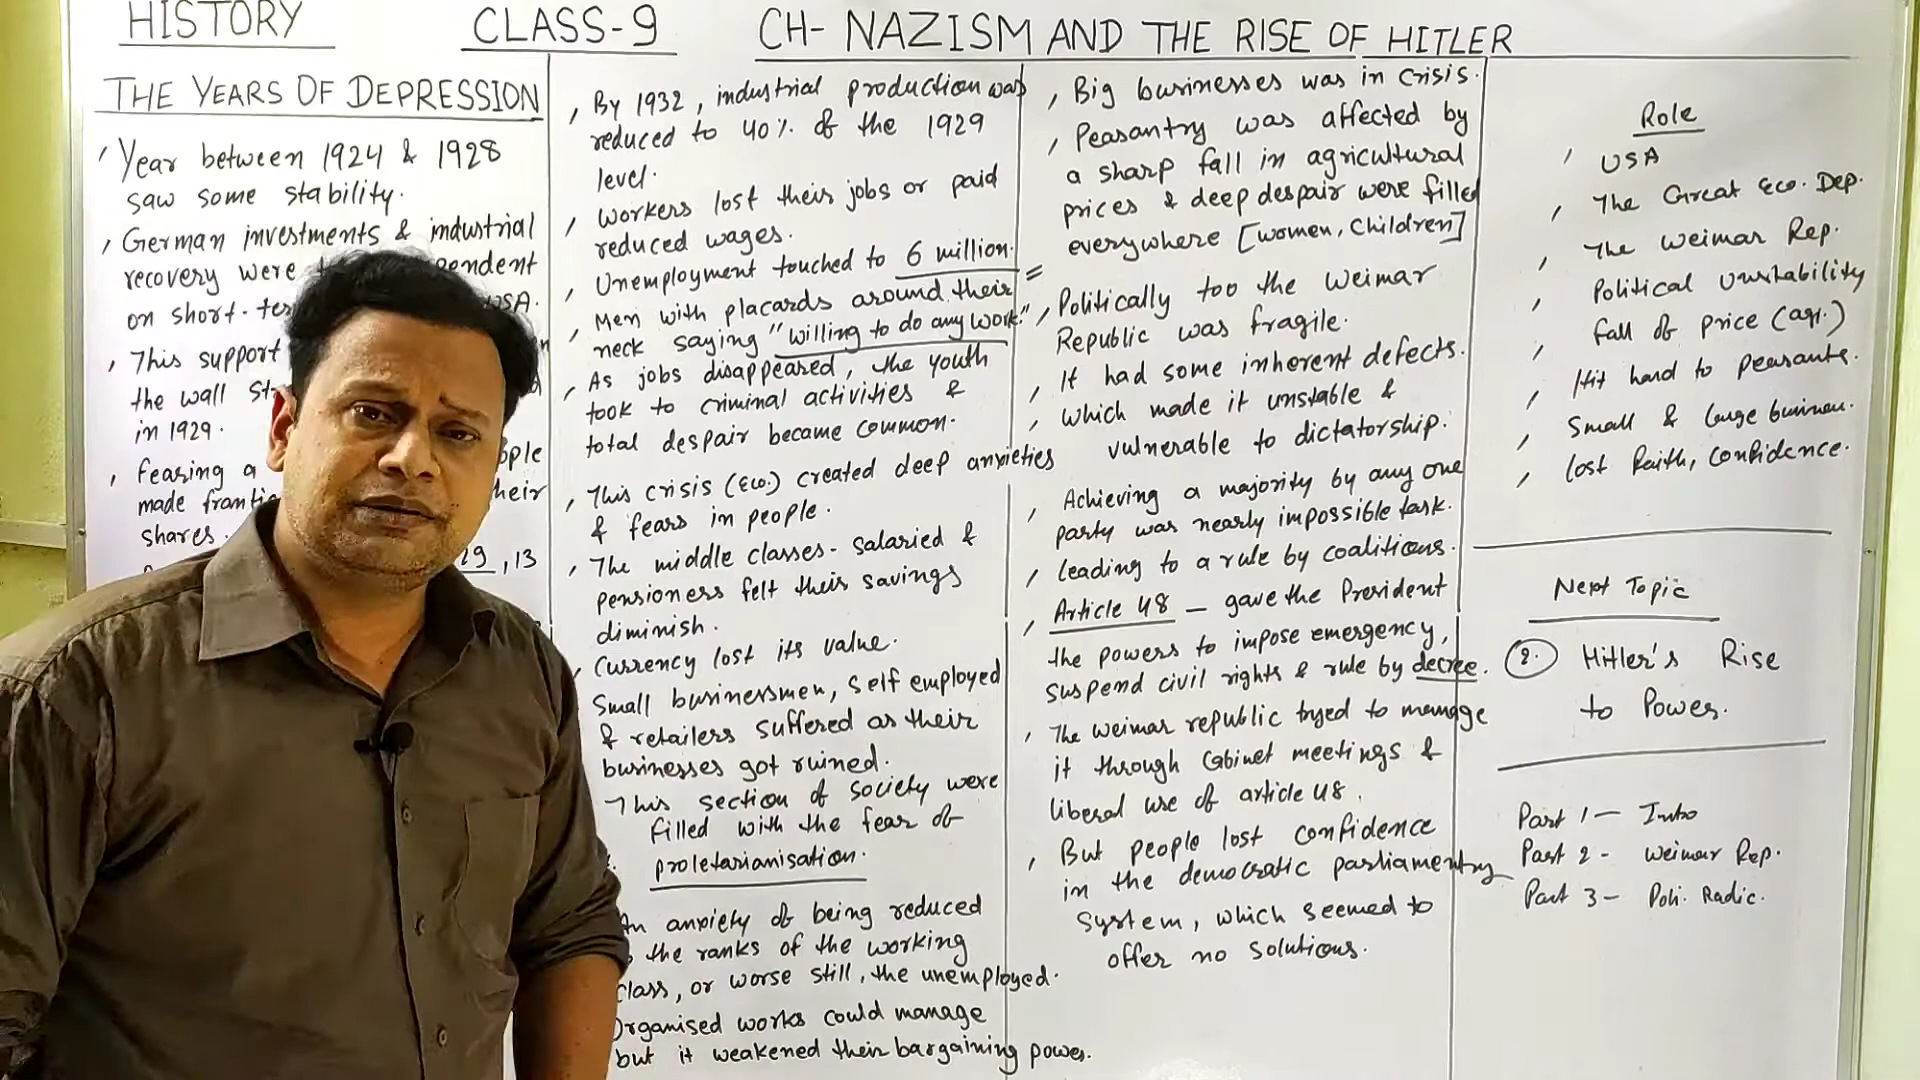 HISTORY CLASS-9 CH- NAZISM AND THE RISE OF HITLER
THE YEARS OF DEPRESSION
Year between 1924 & 1928
saw some stability.
German investments & industrial
recovery were
on short-te SA.
This support
the wall St
in 1929.
Fearing a ople
made franti heir
shares.
29, 13
By 1932, industrial production was
reduced to 40% of the 1929
level.
Workers lost their jobs or paid
reduced wages.
Unemployment touched to 6 million.
Men with placards around their
neck saying "willing to do any work."
As jobs disappeared, the youth
took to criminal activities &
total despair became common.
This crisis (Eco.) created deep anxieties
& fears in people.
The middle classes- salaried &
pensioners felt their savings
diminish.
Currency lost its value.
Small businessmen, self employed
& retailers suffered as their
businesses got ruined.
This section of society were
filled with the fear of
proletarianisation.
An anxiety of being reduced
the ranks of the working
class, or worse still, the unemployed.
Organised works could manage
but it weakened their bargaining power.
Big businesses was in crisis.
Peasantry was affected by
a sharp fall in agricultural
prices & deep despair were filled
everywhere [women, children]
Politically too the Weimar
Republic was fragile.
It had some inherent defects.
which made it unstable &
vulnerable to dictatorship.
Achieving a majority by any one
party was nearly impossible task.
leading to a rule by coalitions.
Article 48 — gave the President
the powers to impose emergency,
suspend civil rights & rule by decree.
The Weimar republic tryed to manage
it through Cabinet meetings &
liberal use of article 48.
But people lost confidence
in the democratic parliamentry
system, which seemed to
offer no solutions.
Role
USA
The Great Eco. Dep.
The Weimar Rep.
Political Unstability
fall of price (agr.)
Hit hard to peasants.
Small & large business.
lost faith, confidence.
Next Topic
2. Hitler's Rise
to Power.
Part 1 — Intro
Part 2 - Weimar Rep.
Part 3 — Poli. Radic.